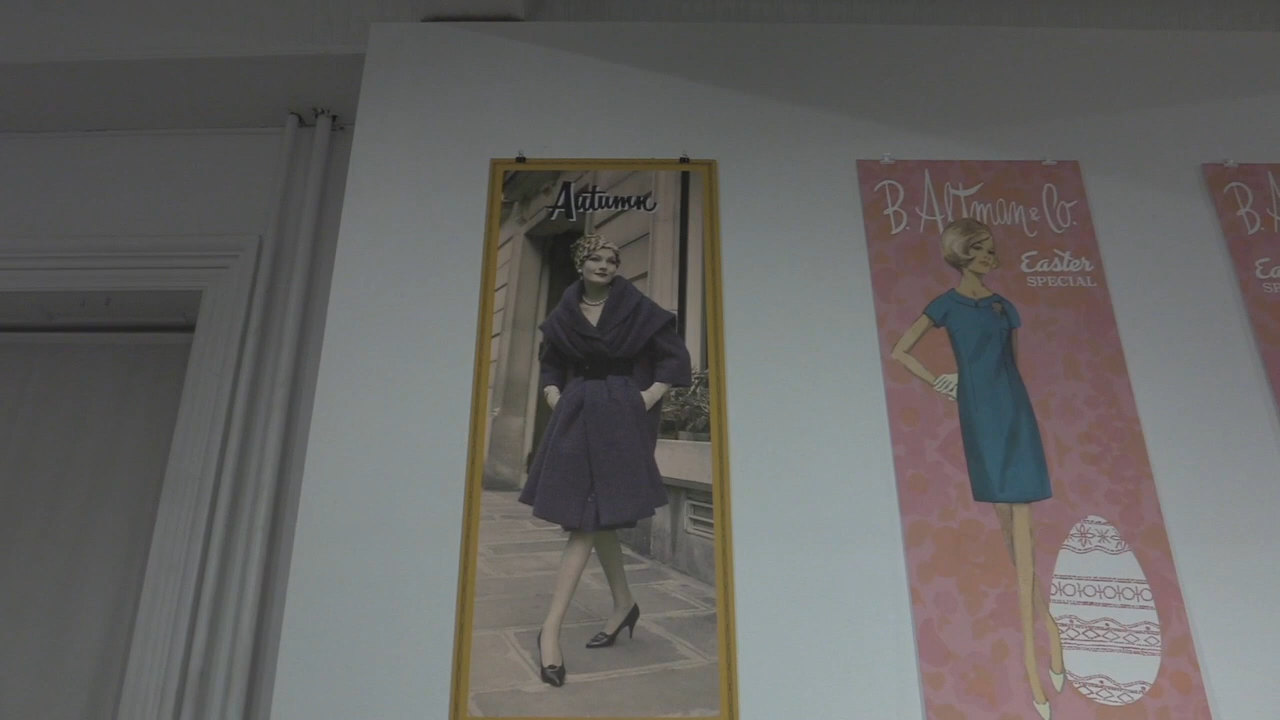 Autumn
B. Altman & Co.
Easter
SPECIAL
B.